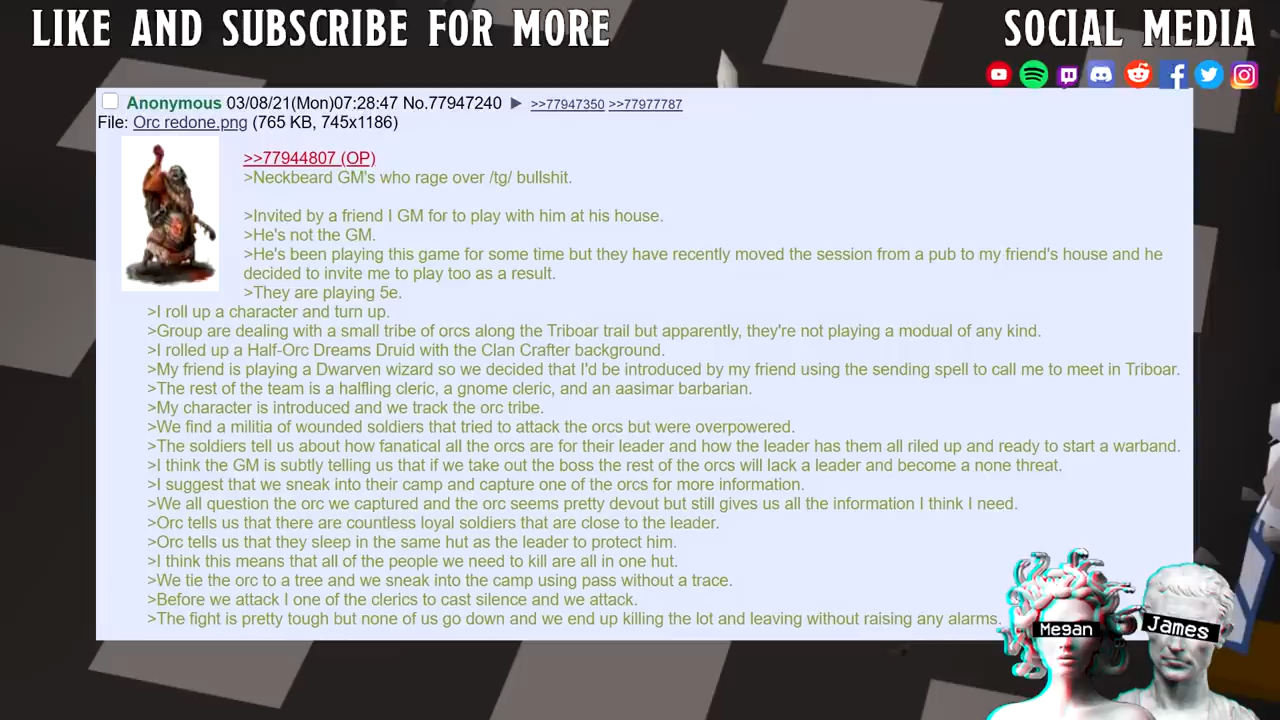 LIKE AND SUBSCRIBE FOR MORE
SOCIAL MEDIA
Anonymous 03/08/21(Mon)07:28:47 No.77947240 ▶ >>77947350 >>77977787
File: Orc redone.png (765 KB, 745x1186)
>>77944807 (OP)
>Neckbeard GM's who rage over /tg/ bullshit.
>Invited by a friend I GM for to play with him at his house.
>He's not the GM.
>He's been playing this game for some time but they have recently moved the session from a pub to my friend's house and he
decided to invite me to play too as a result.
>They are playing 5e.
>I roll up a character and turn up.
>Group are dealing with a small tribe of orcs along the Triboar trail but apparently, they're not playing a modual of any kind.
>I rolled up a Half-Orc Dreams Druid with the Clan Crafter background.
>My friend is playing a Dwarven wizard so we decided that I'd be introduced by my friend using the sending spell to call me to meet in Triboar.
>The rest of the team is a halfling cleric, a gnome cleric, and an aasimar barbarian.
>My character is introduced and we track the orc tribe.
>We find a militia of wounded soldiers that tried to attack the orcs but were overpowered.
>The soldiers tell us about how fanatical all the orcs are for their leader and how the leader has them all riled up and ready to start a warband.
>I think the GM is subtly telling us that if we take out the boss the rest of the orcs will lack a leader and become a none threat.
>I suggest that we sneak into their camp and capture one of the orcs for more information.
>We all question the orc we captured and the orc seems pretty devout but still gives us all the information I think I need.
>Orc tells us that there are countless loyal soldiers that are close to the leader.
>Orc tells us that they sleep in the same hut as the leader to protect him.
>I think this means that all of the people we need to kill are all in one hut.
>We tie the orc to a tree and we sneak into the camp using pass without a trace.
>Before we attack I one of the clerics to cast silence and we attack.
>The fight is pretty tough but none of us go down and we end up killing the lot and leaving without raising any alarms.
Megan
James